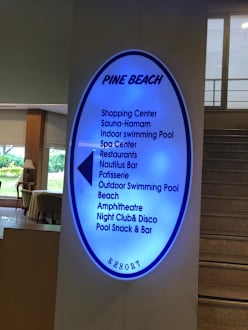 PINE BEACH
Shopping Center
Sauna-Hamam
Indoor swimming Pool
Spa Center
Restaurants
Nautilus Bar
Patisserie
Outdoor Swimming Pool
Beach
Amphitheatre
Night Club& Disco
Pool Snack & Bar
RESORT